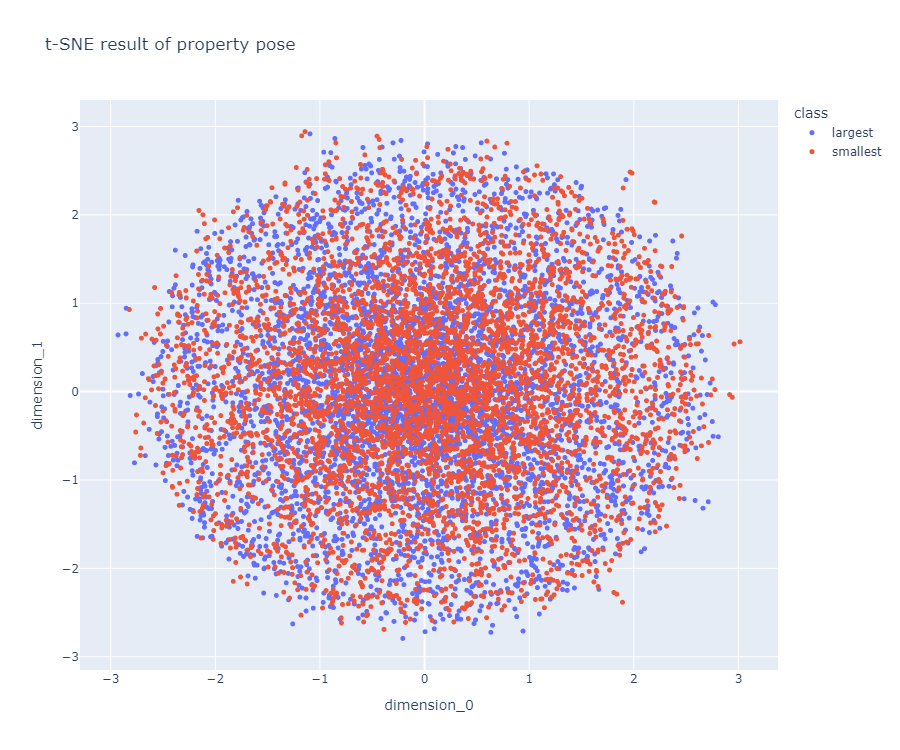 t-SNE result of property pose
class
largest
smallest
3
2
1
0
−1
−2
−3
dimension_1
−3
−2
−1
0
1
2
3
dimension_0